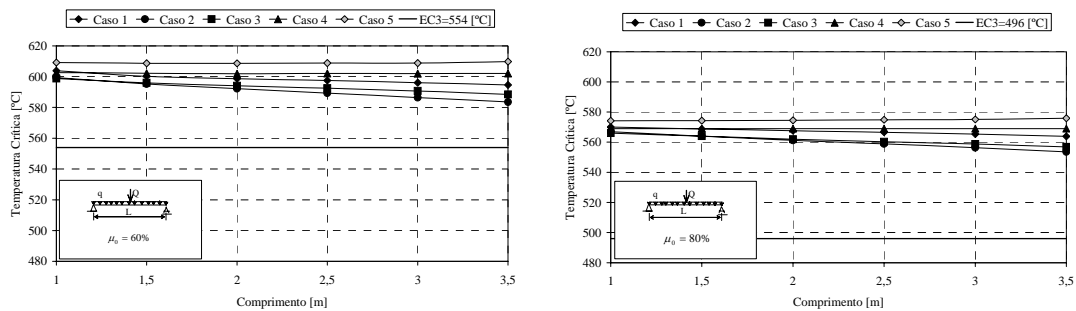 Caso 1 Caso 2 Caso 3 Caso 4 Caso 5 EC3=554 [ºC]
Temperatura Crítica [ºC]
620
600
580
560
540
520
500
480
q Q
L
μ0 = 60%
1 1,5 2 2,5 3 3,5
Comprimento [m]
Caso 1 Caso 2 Caso 3 Caso 4 Caso 5 EC3=496 [ºC]
Temperatura Crítica [ºC]
620
600
580
560
540
520
500
480
q Q
L
μ0 = 80%
1 1,5 2 2,5 3 3,5
Comprimento [m]